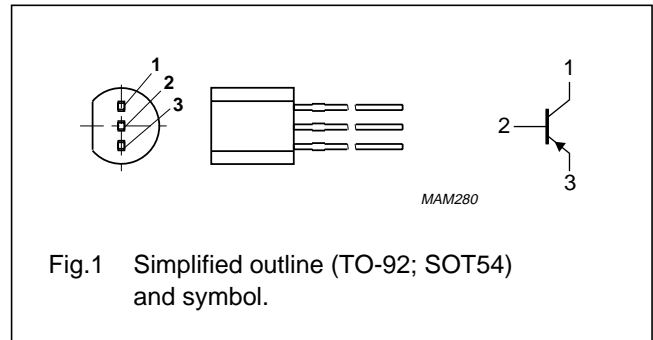 1
2
3
1
2
3
MAM280
Fig.1 Simplified outline (TO-92; SOT54)
and symbol.